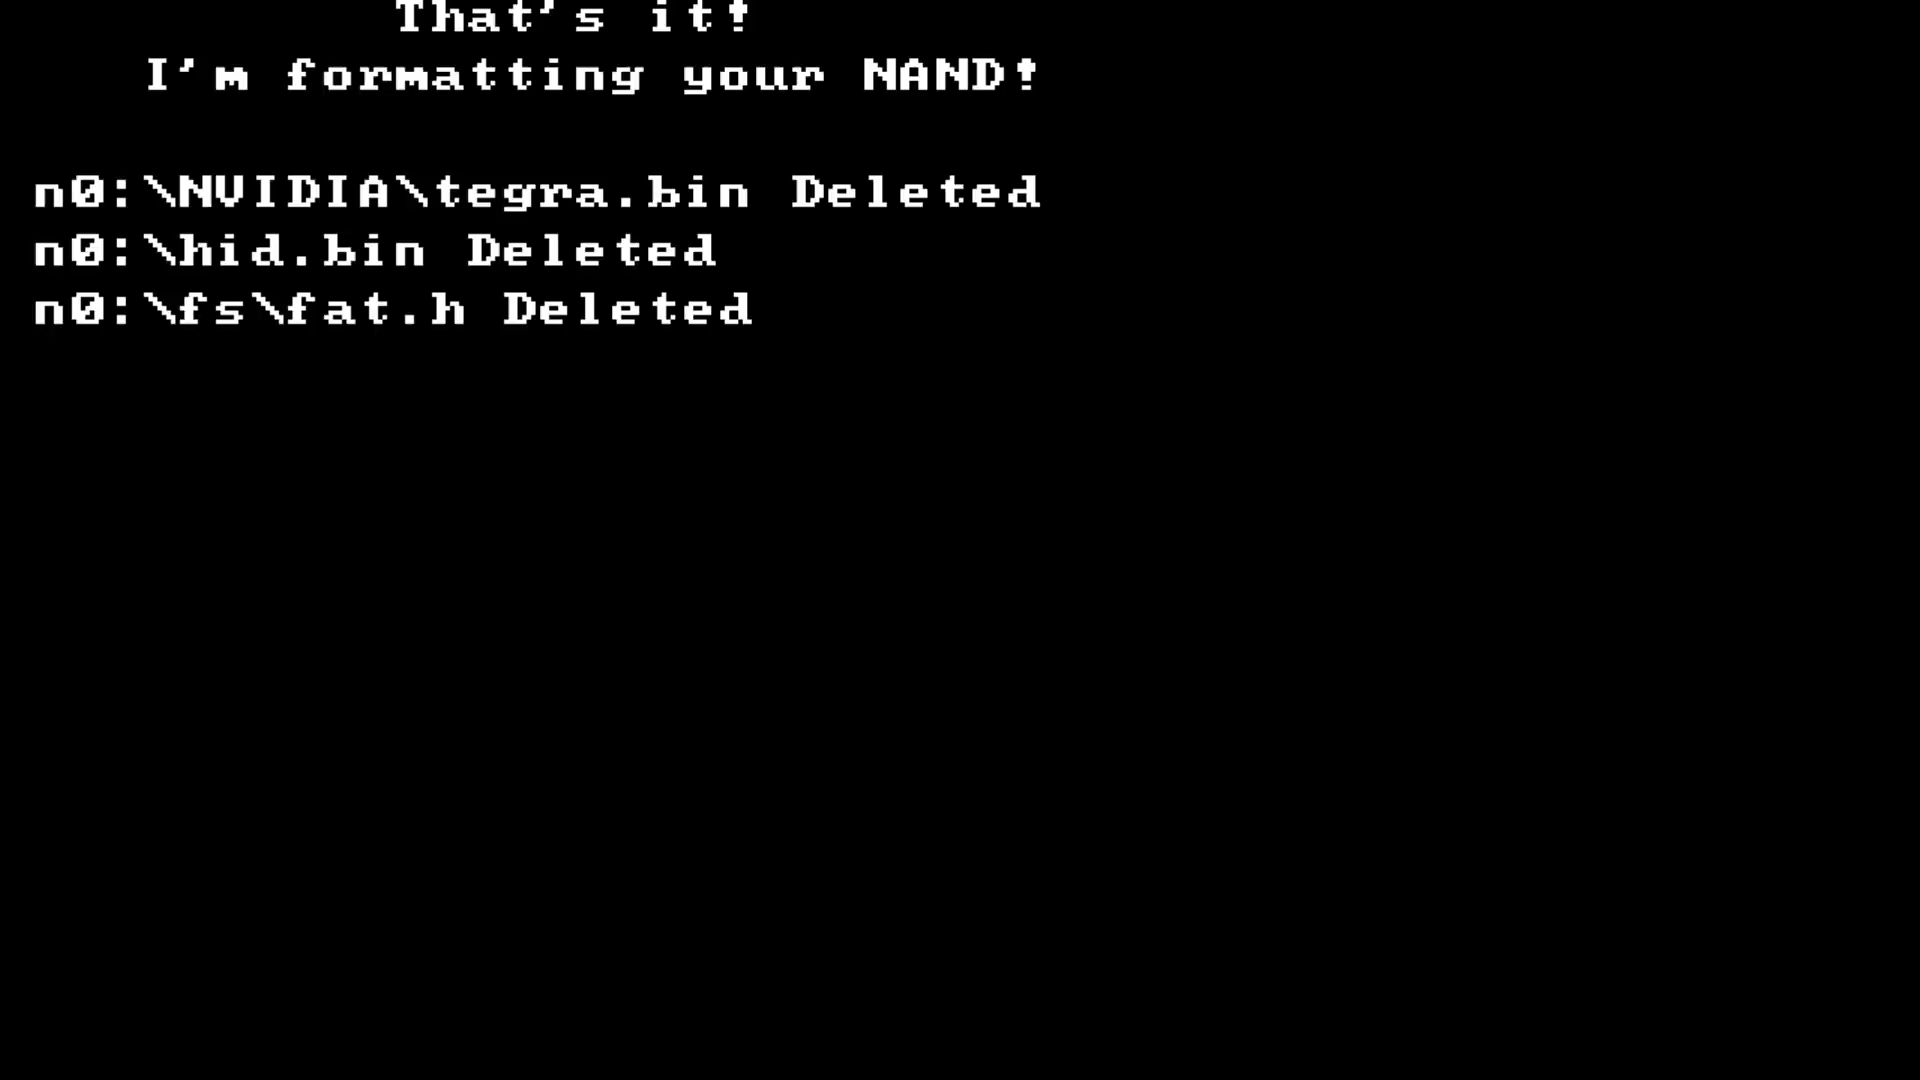 That's it!
I'm formatting your NAND!
n0:\NVIDIA\tegra.bin Deleted
n0:\hid.bin Deleted
n0:\fs\fat.h Deleted